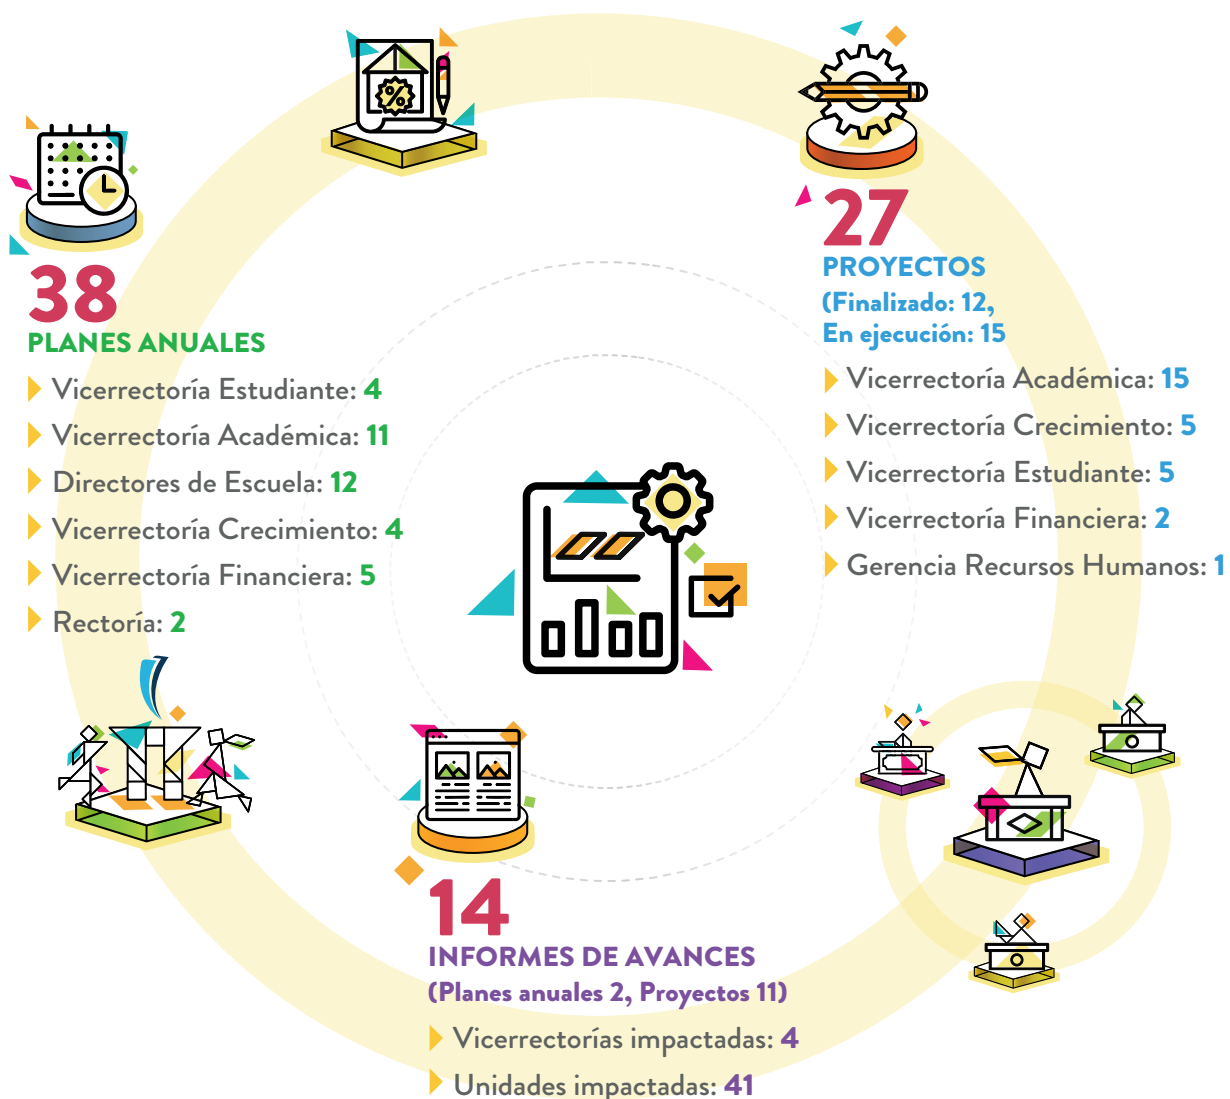 38
PLANES ANUALES
Vicerrectoría Estudiante: 4
Vicerrectoría Académica: 11
Directores de Escuela: 12
Vicerrectoría Crecimiento: 4
Vicerrectoría Financiera: 5
Rectoría: 2
27
PROYECTOS
(Finalizado: 12,
En ejecución: 15
Vicerrectoría Académica: 15
Vicerrectoría Crecimiento: 5
Vicerrectoría Estudiante: 5
Vicerrectoría Financiera: 2
Gerencia Recursos Humanos: 1
14
INFORMES DE AVANCES
(Planes anuales 2, Proyectos 11)
Vicerrectorías impactadas: 4
Unidades impactadas: 41